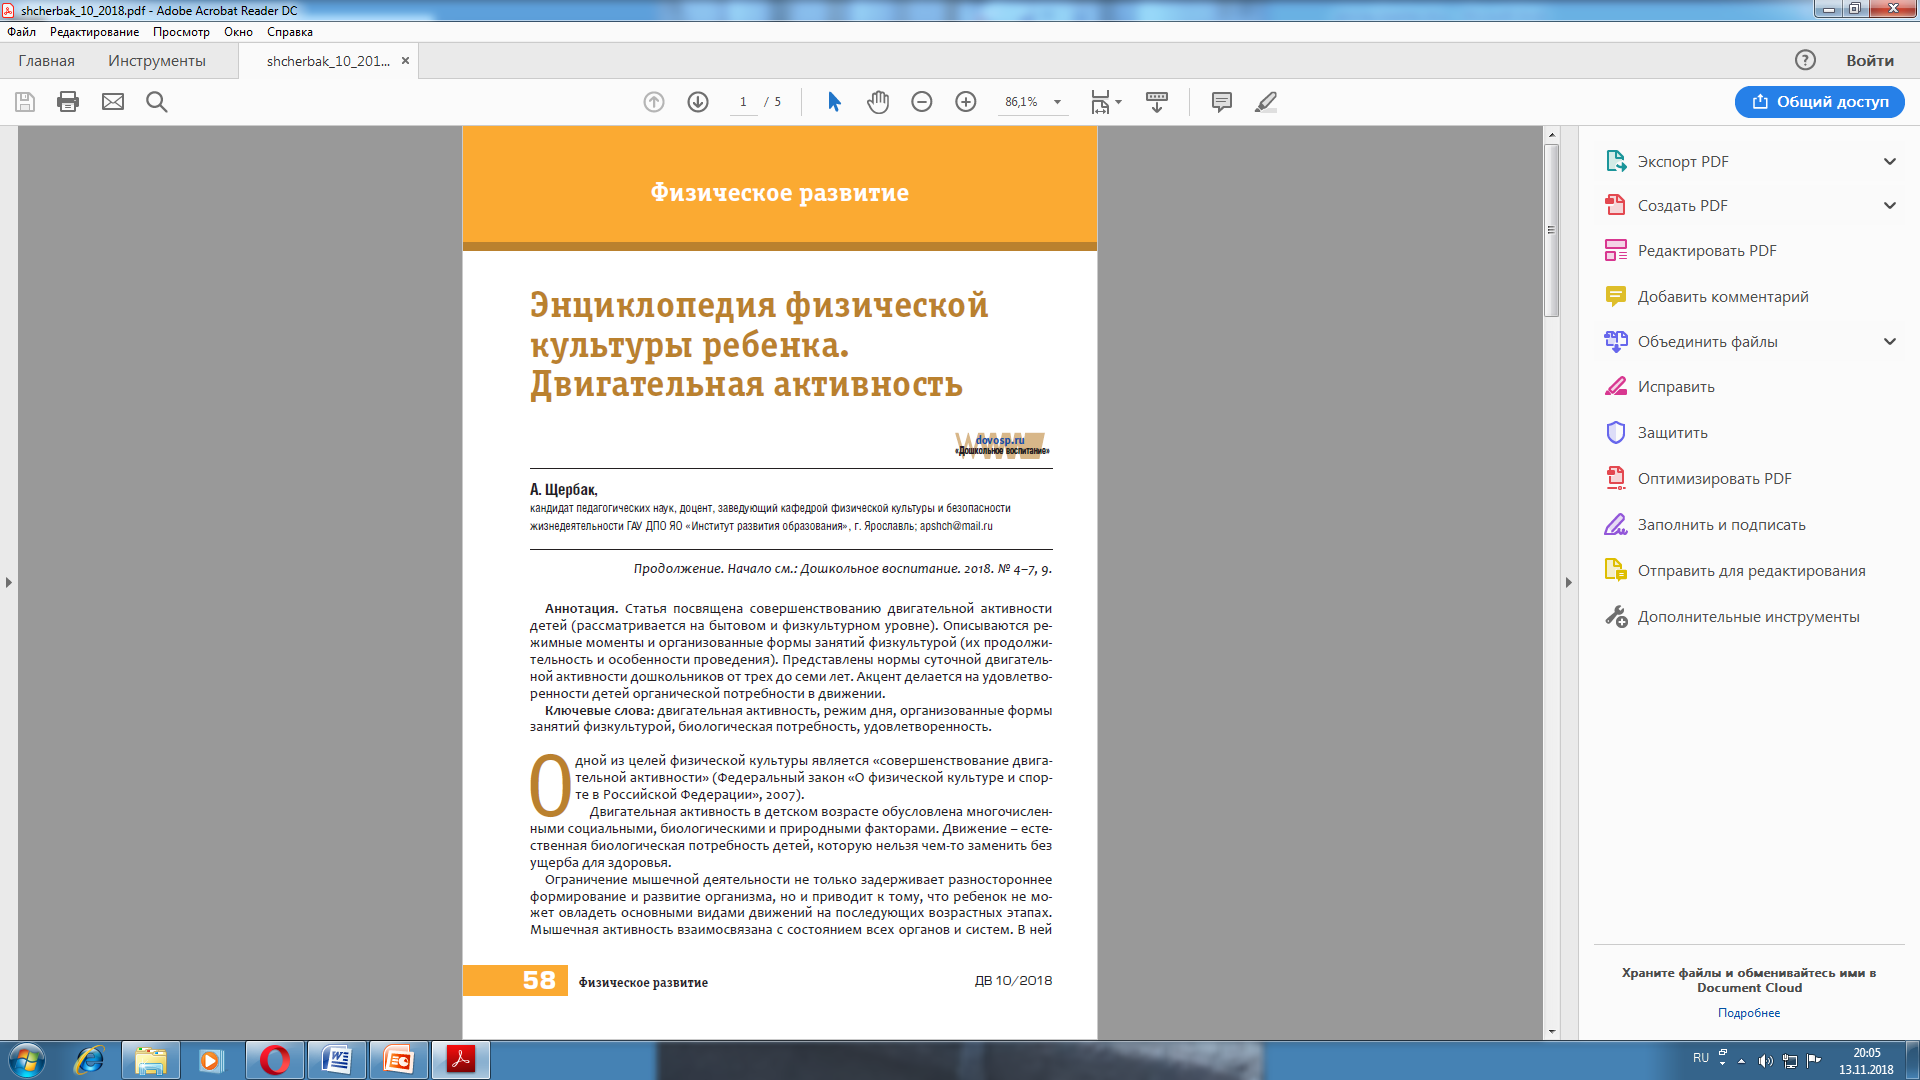 shcherbak_10_2018.pdf - Adobe Acrobat Reader DC
Файл Редактирование Просмотр Окно Справка
Главная Инструменты shcherbak_10_201... × Войти
1 / 5 86,1% Общий доступ
Физическое развитие
Энциклопедия физической
культуры ребенка.
Двигательная активность
dovosp.ru
«Дошкольное воспитание»
А. Щербак,
кандидат педагогических наук, доцент, заведующий кафедрой физической культуры и безопасности
жизнедеятельности ГАУ ДПО ЯО «Институт развития образования», г. Ярославль; apshch@mail.ru
Продолжение. Начало см.: Дошкольное воспитание. 2018. № 4–7, 9.
Аннотация. Статья посвящена совершенствованию двигательной активности
детей (рассматривается на бытовом и физкультурном уровне). Описываются ре-
жимные моменты и организованные формы занятий физкультурой (их продолжи-
тельность и особенности проведения). Представлены нормы суточной двигатель-
ной активности дошкольников от трех до семи лет. Акцент делается на удовлетво-
ренности детей органической потребности в движении.
Ключевые слова: двигательная активность, режим дня, организованные формы
занятий физкультурой, биологическая потребность, удовлетворенность.
Одной из целей физической культуры является «совершенствование двига-
тельной активности» (Федеральный закон «О физической культуре и спор-
те в Российской Федерации», 2007).
Двигательная активность в детском возрасте обусловлена многочислен-
ными социальными, биологическими и природными факторами. Движение – есте-
ственная биологическая потребность детей, которую нельзя чем-то заменить без
ущерба для здоровья.
Ограничение мышечной деятельности не только задерживает разностороннее
формирование и развитие организма, но и приводит к тому, что ребенок не мо-
жет овладеть основными видами движений на последующих возрастных этапах.
Мышечная активность взаимосвязана с состоянием всех органов и систем. В ней
58 Физическое развитие ДВ 10/2018
Экспорт PDF
Создать PDF
Редактировать PDF
Добавить комментарий
Объединить файлы
Исправить
Защитить
Оптимизировать PDF
Заполнить и подписать
Отправить для редактирования
Дополнительные инструменты
Храните файлы и обменивайтесь ими в
Document Cloud
Подробнее
RU 20:05
13.11.2018